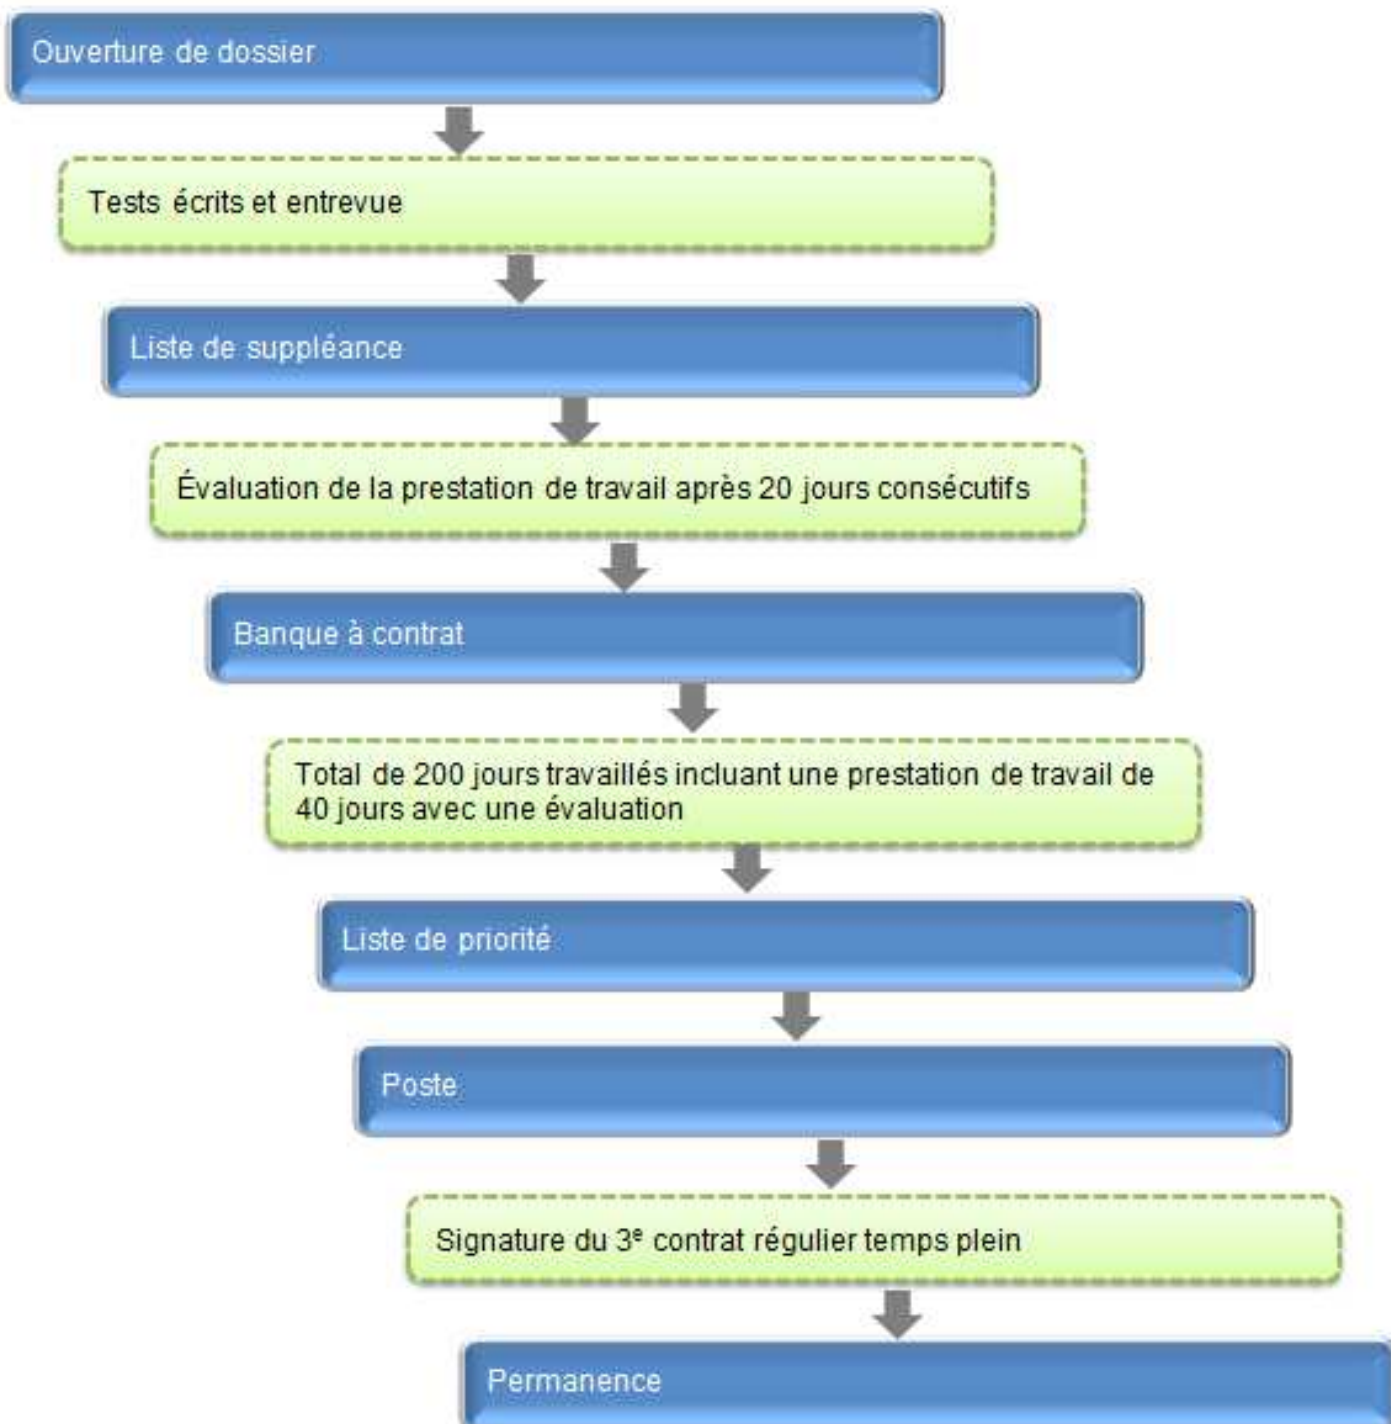 Ouverture de dossier
Tests écrits et entrevue
Liste de suppléance
Évaluation de la prestation de travail après 20 jours consécutifs
Banque à contrat
Total de 200 jours travaillés incluant une prestation de travail de
40 jours avec une évaluation
Liste de priorité
Poste
Signature du 3ᵉ contrat régulier temps plein
Permanence